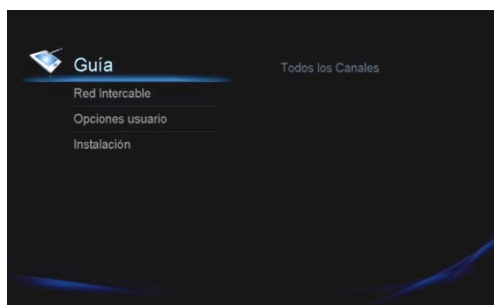 Guía
Todos los Canales
Red Intercable
Opciones usuario
Instalación